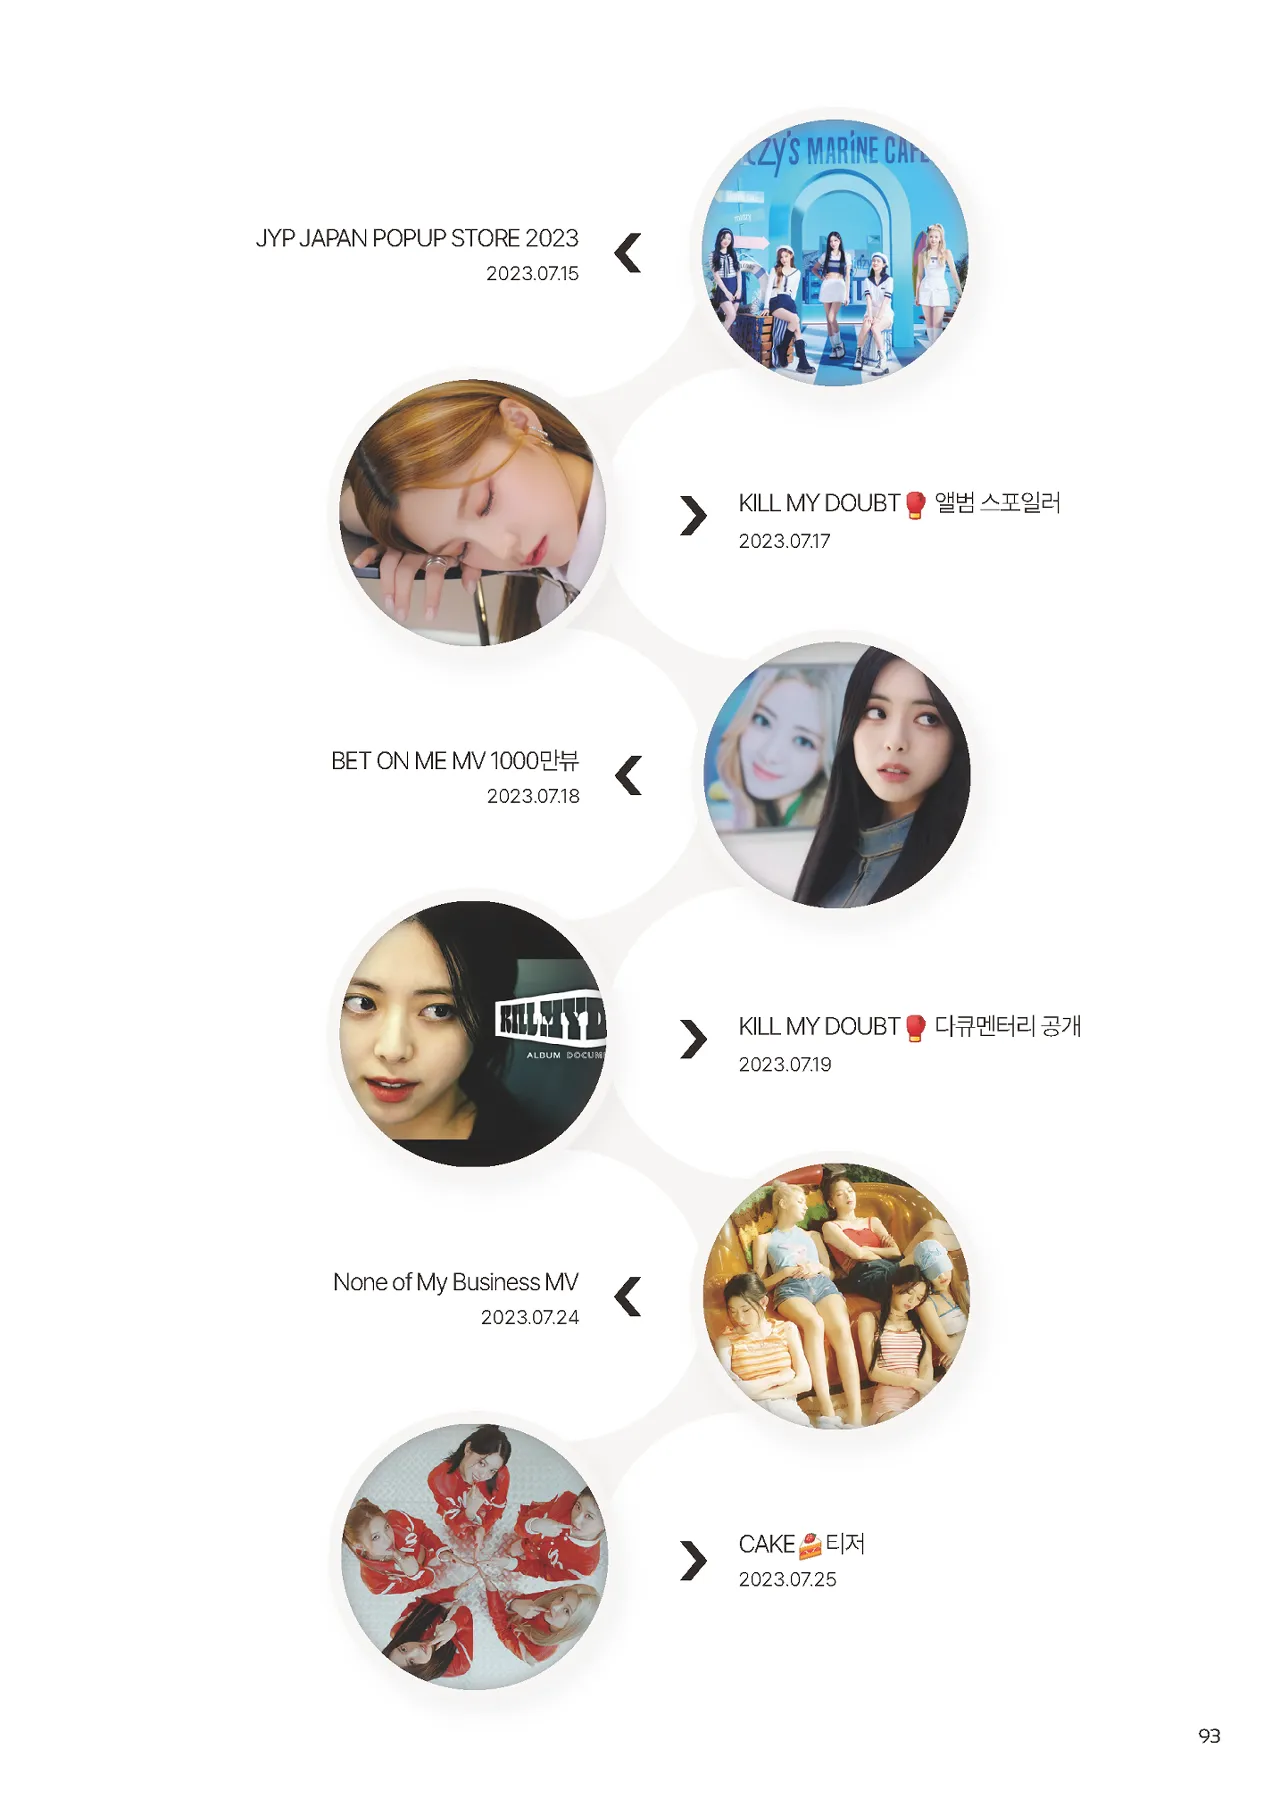 ZY'S MARINE CAFE
JYP JAPAN POPUP STORE 2023
2023.07.15
KILL MY DOUBT🥊 앨범 스포일러
2023.07.17
BET ON ME MV 1000만뷰
2023.07.18
KILL MY D
ALBUM DOCUM
KILL MY DOUBT🥊 다큐멘터리 공개
2023.07.19
None of My Business MV
2023.07.24
CAKE🍰티저
2023.07.25
93